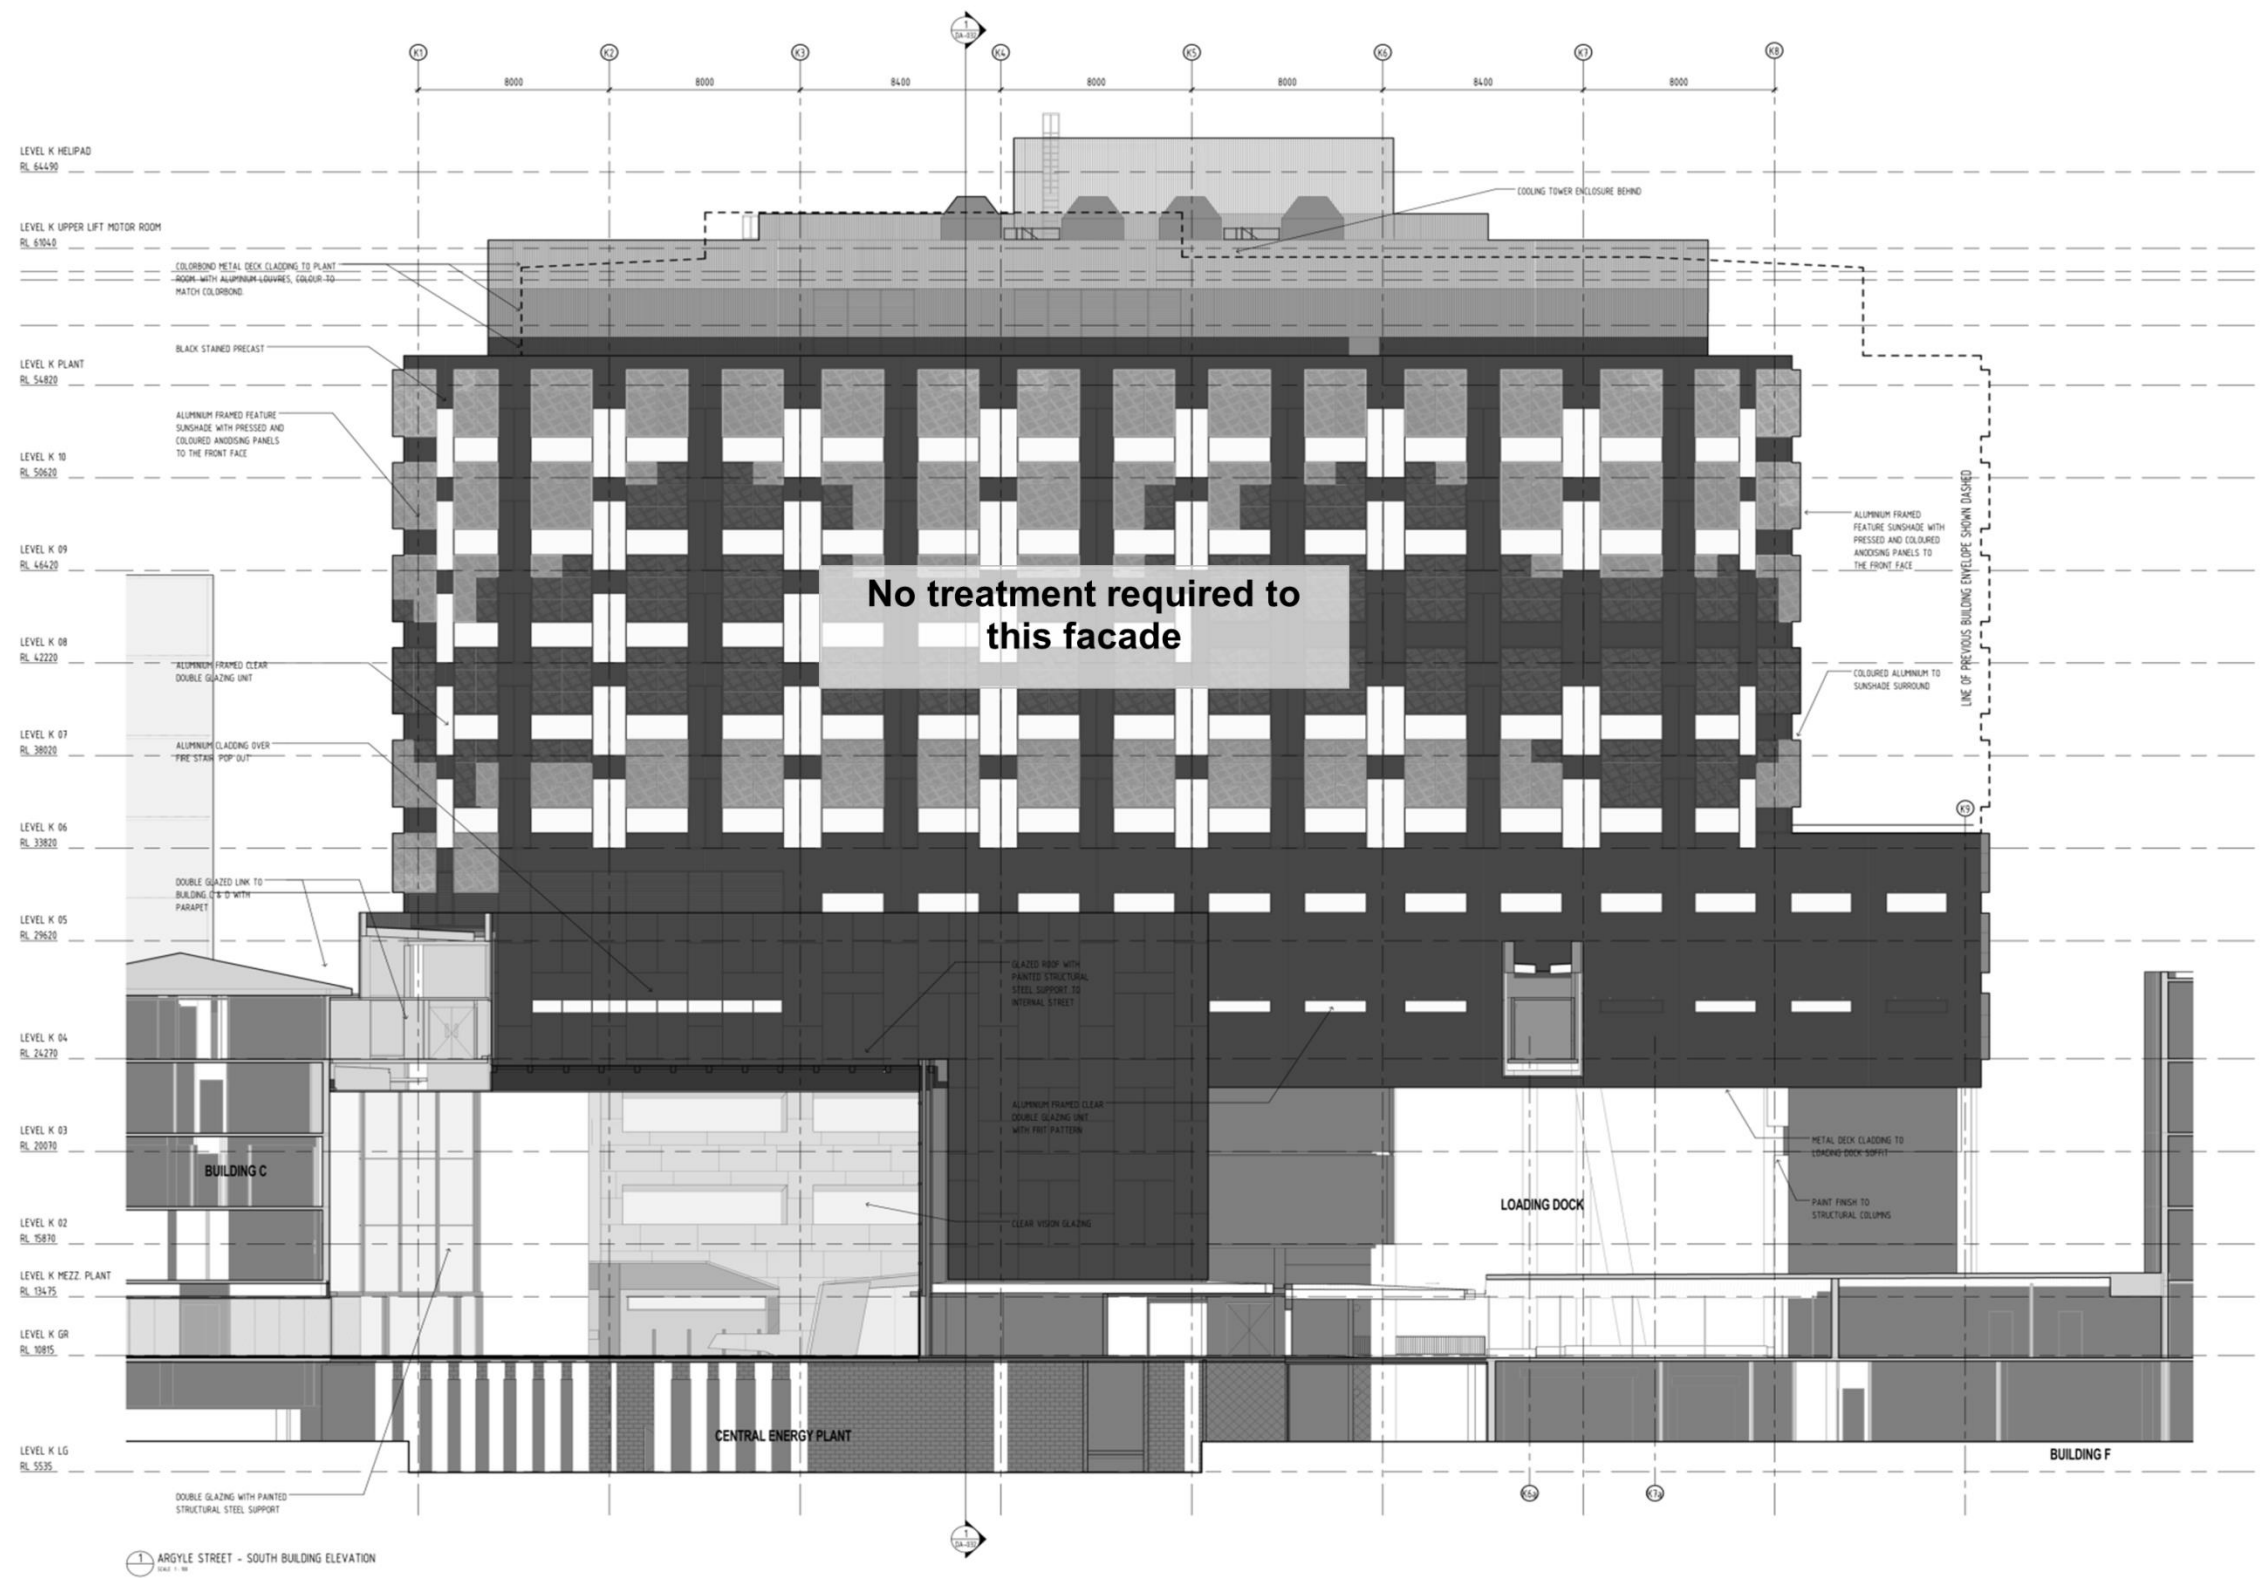 1
DA-032
K1
K2
K3
K4
K5
K6
K7
K8
8000
8000
8400
8000
8000
8400
8000
LEVEL K HELIPAD
RL 64490
COOLING TOWER ENCLOSURE BEHIND
LEVEL K UPPER LIFT MOTOR ROOM
RL 61040
COLORBOND METAL DECK CLADDING TO PLANT
ROOM. WITH ALUMINIUM LOUVRES, COLOUR TO
MATCH COLORBOND.
BLACK STAINED PRECAST
LEVEL K PLANT
RL 54820
ALUMINIUM FRAMED FEATURE
SUNSHADE WITH PRESSED AND
COLOURED ANODISING PANELS
TO THE FRONT FACE
LEVEL K 10
RL 50620
LINE OF PREVIOUS BUILDING ENVELOPE SHOWN DASHED
ALUMINIUM FRAMED
FEATURE SUNSHADE WITH
PRESSED AND COLOURED
ANODISING PANELS TO
THE FRONT FACE
LEVEL K 09
RL 46420
No treatment required to
this facade
LEVEL K 08
RL 42220
ALUMINIUM FRAMED CLEAR
DOUBLE GLAZING UNIT
COLOURED ALUMINIUM TO
SUNSHADE SURROUND
LEVEL K 07
RL 38020
ALUMINIUM CLADDING OVER
FIRE STAIR POP OUT
K9
LEVEL K 06
RL 33820
DOUBLE GLAZED LINK TO
BUILDING C & D WITH
PARAPET
LEVEL K 05
RL 29620
GLAZED ROOF WITH
PAINTED STRUCTURAL
STEEL SUPPORT TO
INTERNAL STREET
LEVEL K 04
RL 24270
ALUMINIUM FRAMED CLEAR
DOUBLE GLAZING UNIT
WITH FRIT PATTERN
LEVEL K 03
RL 20070
METAL DECK CLADDING TO
LOADING DOCK SOFFIT
BUILDING C
LOADING DOCK
PAINT FINISH TO
STRUCTURAL COLUMNS
LEVEL K 02
RL 15870
CLEAR VISION GLAZING
LEVEL K MEZZ. PLANT
RL 13475
LEVEL K GR
RL 10815
CENTRAL ENERGY PLANT
LEVEL K LG
RL 5535
BUILDING F
K6a
K7a
DOUBLE GLAZING WITH PAINTED
STRUCTURAL STEEL SUPPORT
1
DA-032
1
ARGYLE STREET - SOUTH BUILDING ELEVATION